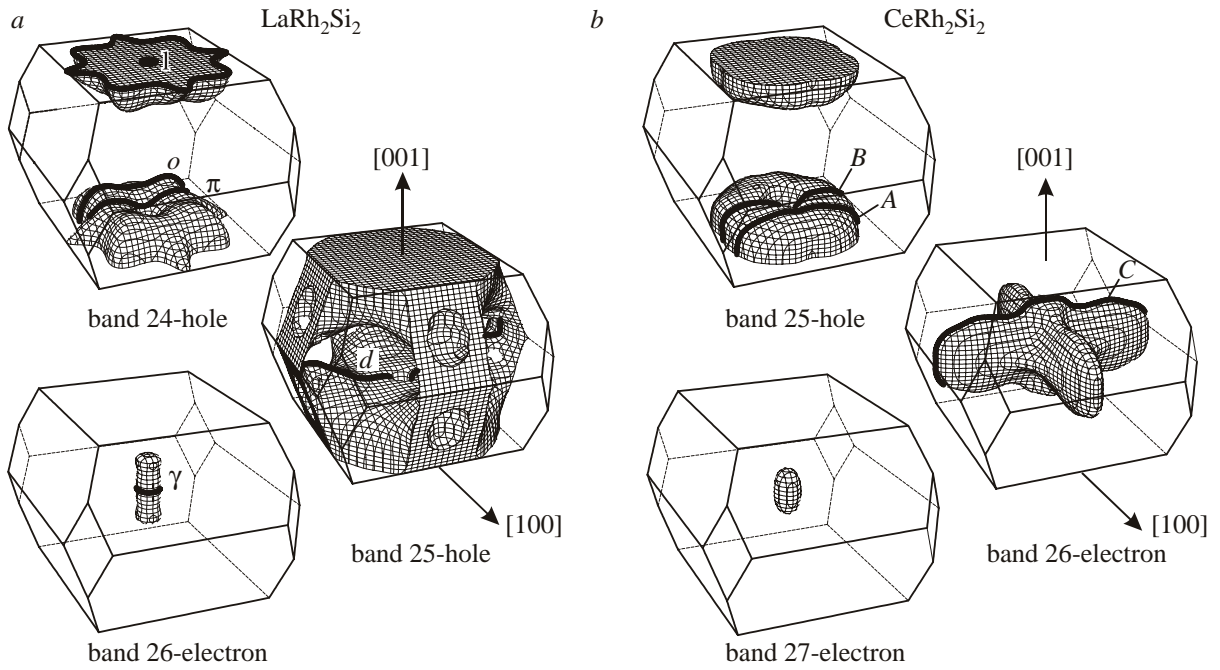 a
LaRh2Si2
1
o
π
band 24-hole
[001]
d
[100]
band 25-hole
γ
band 26-electron
b
CeRh2Si2
B
A
band 25-hole
[001]
C
[100]
band 26-electron
band 27-electron